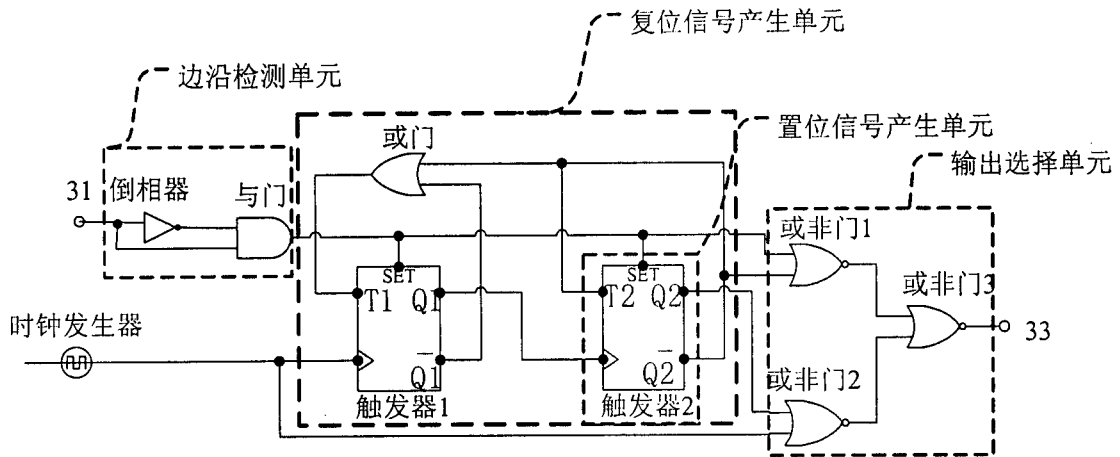 复位信号产生单元
边沿检测单元
置位信号产生单元
或门
输出选择单元
31
倒相器
与门
或非门1
SET
SET
T1
Q1
T2
Q2
或非门3
33
时钟发生器
Q̅1
Q̅2
或非门2
触发器1
触发器2